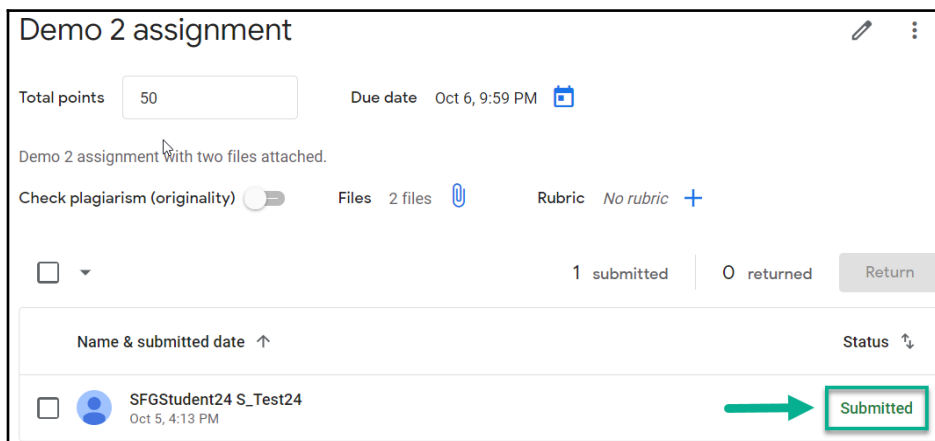 Demo 2 assignment
Total points 50 Due date Oct 6, 9:59 PM
Demo 2 assignment with two files attached.
Check plagiarism (originality) Files 2 files Rubric No rubric
1 submitted 0 returned Return
Name & submitted date Status
SFGStudent24 S_Test24
Oct 5, 4:13 PM Submitted